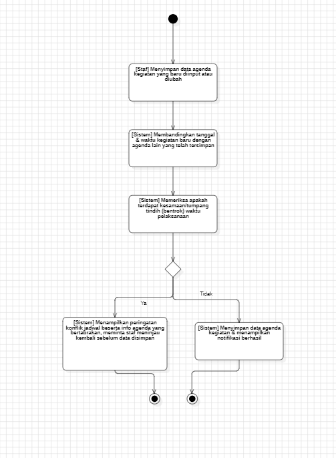 [Staf] Menyimpan data agenda
kegiatan yang baru diinput atau
diubah
[Sistem] Membandingkan tanggal
& waktu kegiatan baru dengan
agenda lain yang telah tersimpan
[Sistem] Memeriksa apakah
terdapat kesamaan/tumpang
tindih (bentrok) waktu
pelaksanaan
Ya
Tidak
[Sistem] Menampilkan peringatan
konflik jadwal beserta info agenda yang
bertabrakan, meminta staf meninjau
kembali sebelum data disimpan
[Sistem] Menyimpan data agenda
kegiatan & menampilkan
notifikasi berhasil